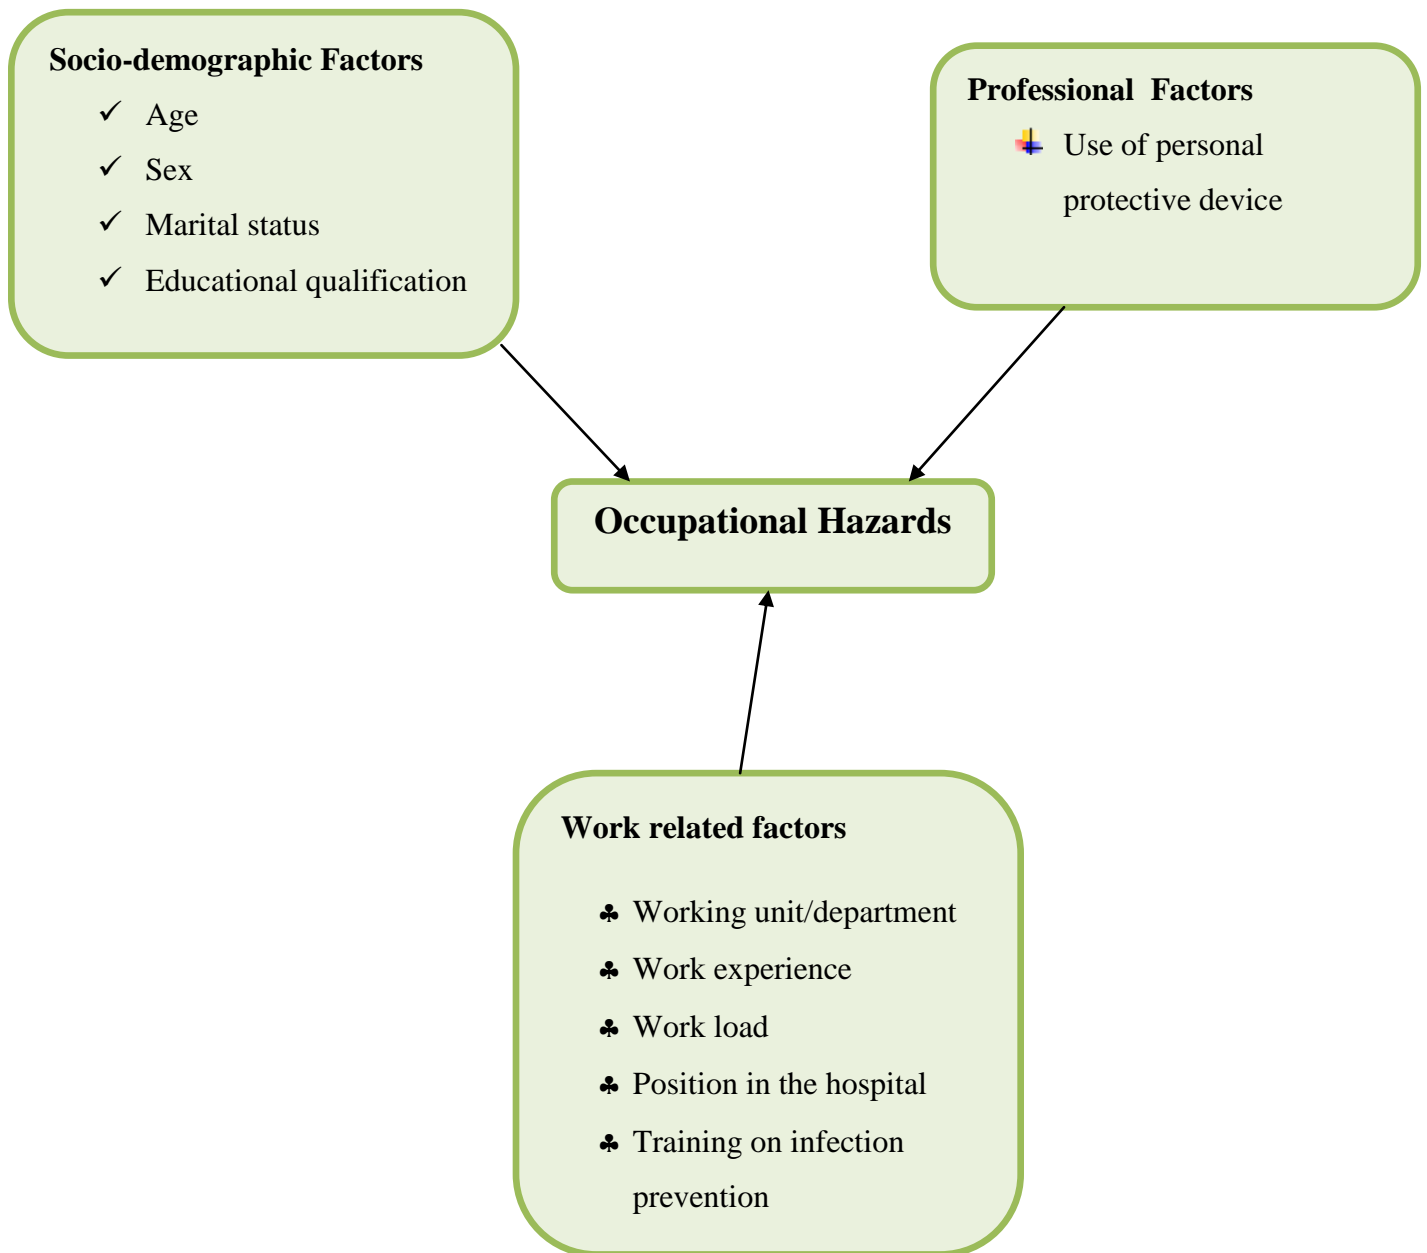 Socio-demographic Factors
✓ Age
✓ Sex
✓ Marital status
✓ Educational qualification
Professional Factors
Use of personal
protective device
Occupational Hazards
Work related factors
♣ Working unit/department
♣ Work experience
♣ Work load
♣ Position in the hospital
♣ Training on infection
prevention